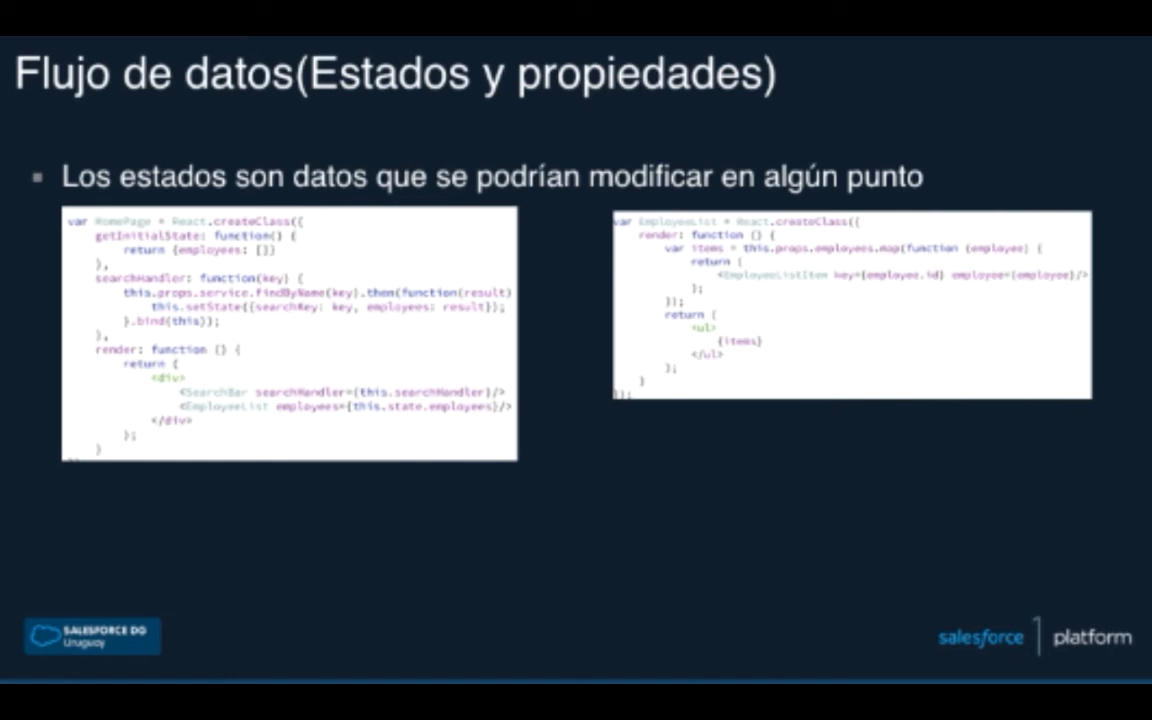 Flujo de datos(Estados y propiedades)
Los estados son datos que se podrían modificar en algún punto
var HomePage = React.createClass({
getInitialState: function() {
return {employees: []}
},
searchHandler: function(key) {
this.props.service.findByName(key).then(function(result)
this.setState({searchKey: key, employees: result});
}.bind(this));
},
render: function () {
return (
<div>
<SearchBar searchHandler={this.searchHandler}/>
<EmployeeList employees={this.state.employees}/>
</div>
);
}
var EmployeeList = React.createClass({
render: function () {
var items = this.props.employees.map(function (employee) {
return (
<EmployeeListItem key={employee.id} employee={employee}/>
);
});
return (
<ul>
{items}
</ul>
);
}
});
SALESFORCE DG
Uruguay
salesforce platform